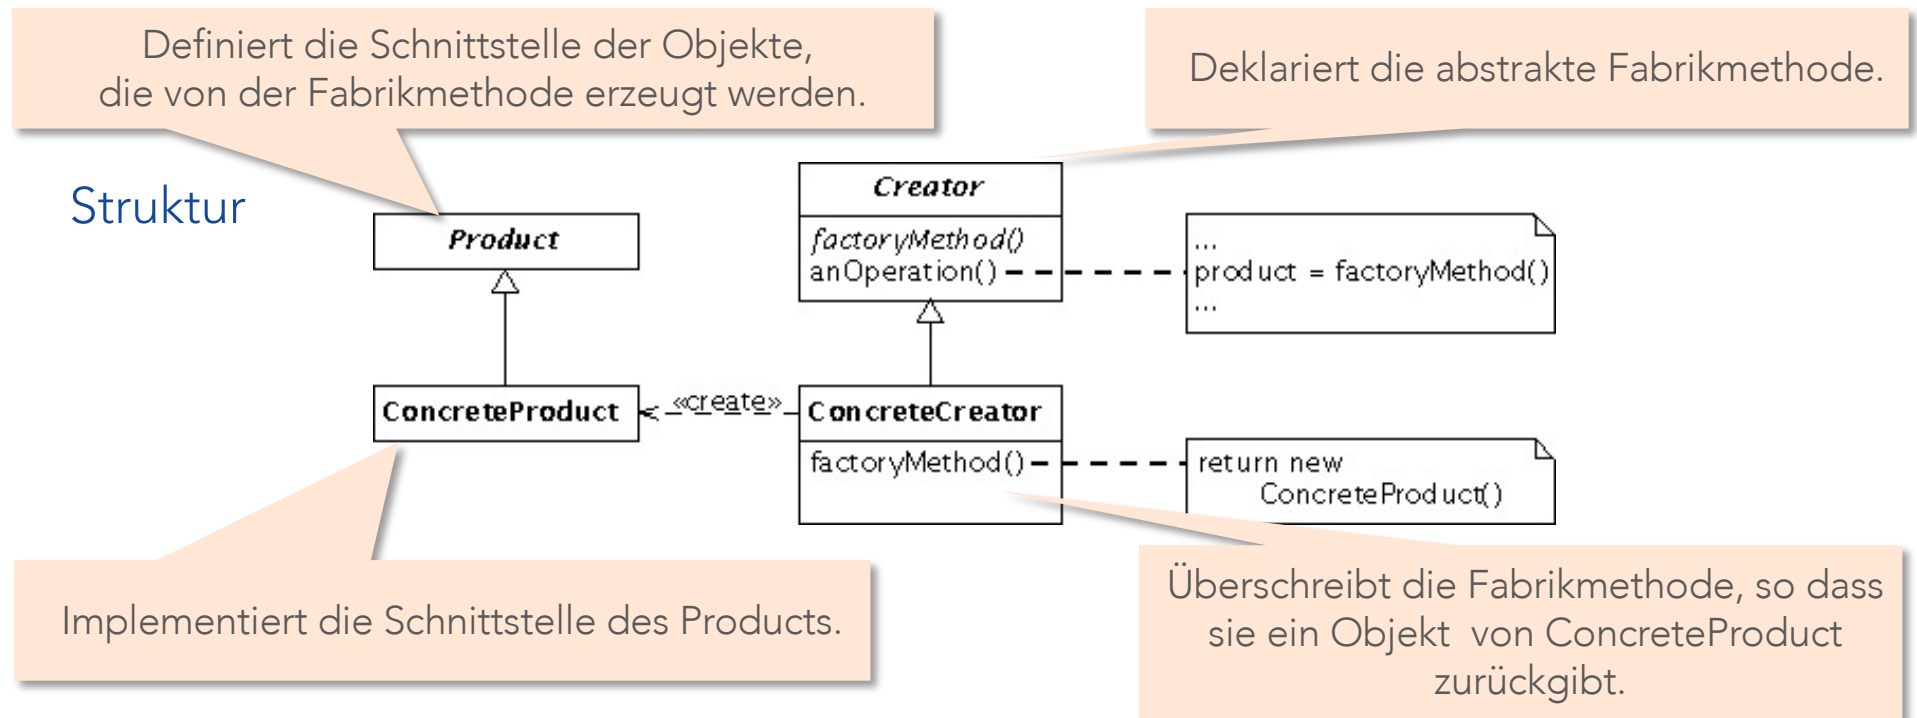 Definiert die Schnittstelle der Objekte,
die von der Fabrikmethode erzeugt werden.
Deklariert die abstrakte Fabrikmethode.
Struktur
Product
Creator
factoryMethod()
anOperation()
...
product = factoryMethod()
...
ConcreteProduct
«create»
ConcreteCreator
factoryMethod()
return new
ConcreteProduct()
Implementiert die Schnittstelle des Products.
Überschreibt die Fabrikmethode, so dass
sie ein Objekt von ConcreteProduct
zurückgibt.